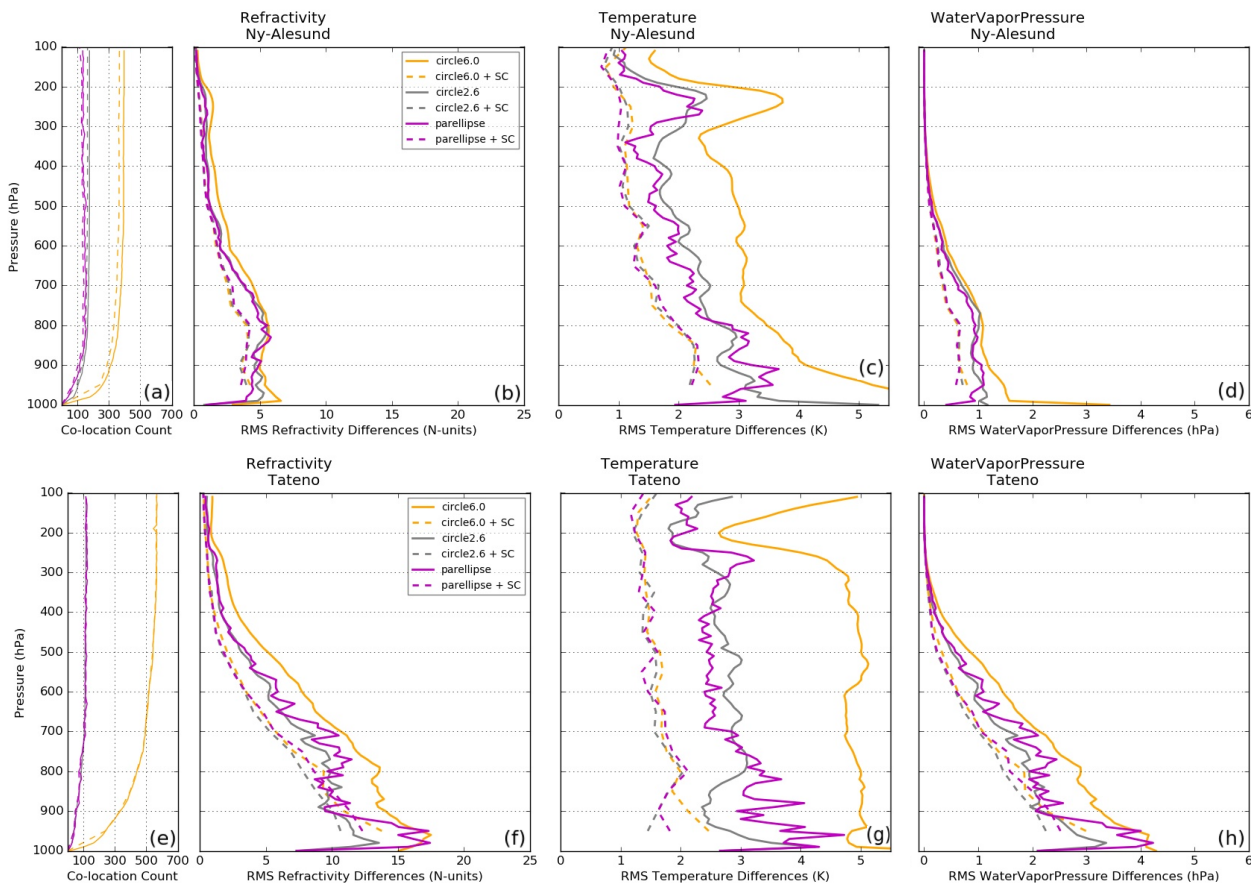 Refractivity
Ny-Alesund
Temperature
Ny-Alesund
WaterVaporPressure
Ny-Alesund
Pressure (hPa)
100
200
300
400
500
600
700
800
900
1000
100 300 500 700
Co-location Count
(a)
circle6.0
circle6.0 + SC
circle2.6
circle2.6 + SC
parellipse
parellipse + SC
(b)
0 5 10 15 20 25
RMS Refractivity Differences (N-units)
(c)
0 1 2 3 4 5
RMS Temperature Differences (K)
(d)
0 1 2 3 4 5 6
RMS WaterVaporPressure Differences (hPa)
Refractivity
Tateno
Temperature
Tateno
WaterVaporPressure
Tateno
Pressure (hPa)
100
200
300
400
500
600
700
800
900
1000
100 300 500 700
Co-location Count
(e)
circle6.0
circle6.0 + SC
circle2.6
circle2.6 + SC
parellipse
parellipse + SC
(f)
0 5 10 15 20 25
RMS Refractivity Differences (N-units)
(g)
0 1 2 3 4 5
RMS Temperature Differences (K)
(h)
0 1 2 3 4 5 6
RMS WaterVaporPressure Differences (hPa)